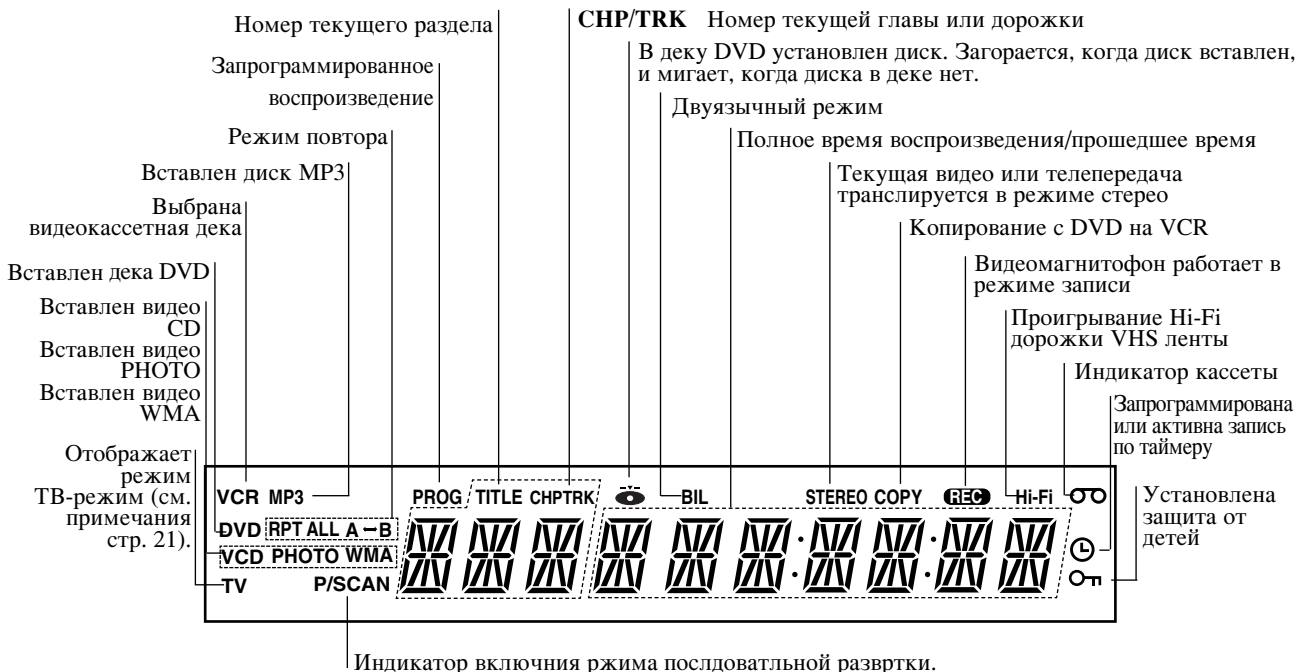 CHP/TRK Номер текущей главы или дорожки
Номер текущего раздела
В деку DVD установлен диск. Загорается, когда диск вставлен,
и мигает, когда диска в деке нет.
Запрограммированное
воспроизведение
Двуязычный режим
Режим повтора
Полное время воспроизведения/прошедшее время
Вставлен диск MP3
Текущая видео или телепередача
транслируется в режиме стерео
Выбрана
видеокассетная дека
Копирование с DVD на VCR
Вставлен дека DVD
Видеомагнитофон работает в
режиме записи
Вставлен видео
CD
Вставлен видео
PHOTO
Вставлен видео
WMA
Проигрывание Hi-Fi
дорожки VHS ленты
Индикатор кассеты
Запрограммирована
или активна запись
по таймеру
Отображает
режим
ТВ-режим (см.
примечания
стр. 21).
Установлена
защита от
детей
VCR MP3 PROG TITLE CHPTRK BIL STEREO COPY REC Hi-Fi
DVD RPT ALL A – B
VCD PHOTO WMA
TV P/SCAN
Индикатор включния ржима послдоватльной развртки.